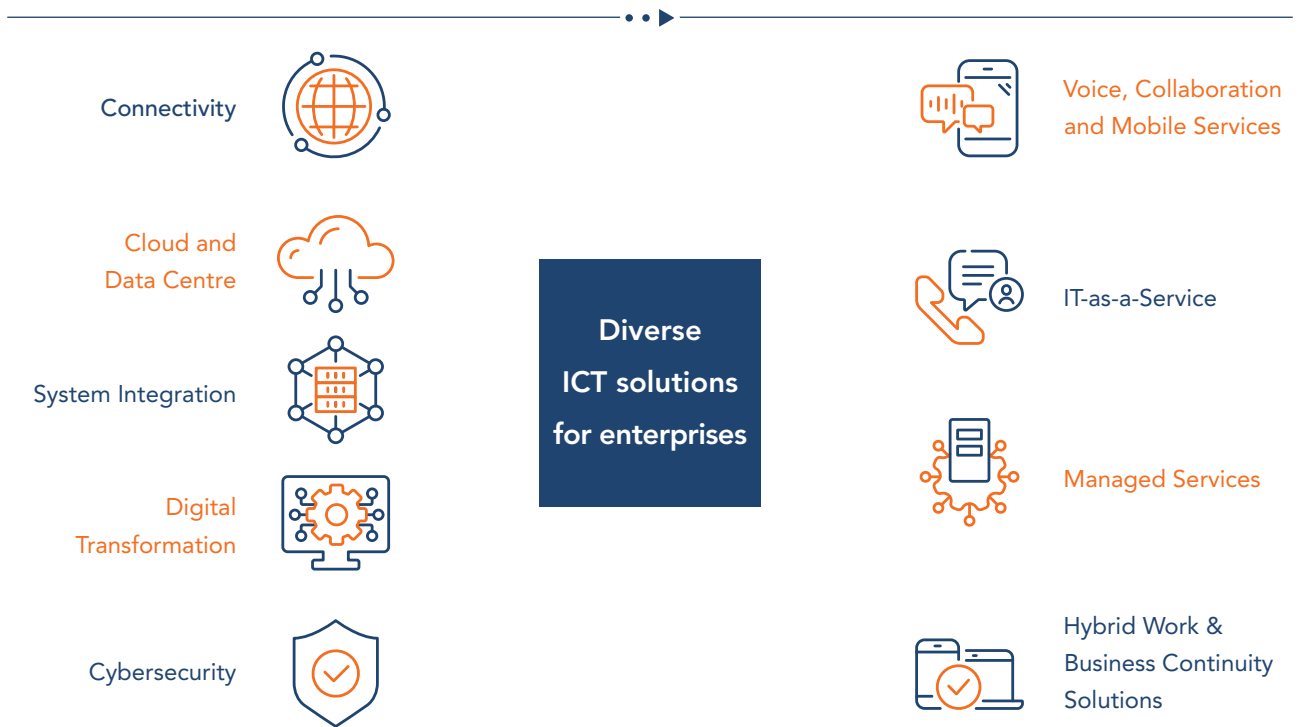 Connectivity
Cloud and
Data Centre
System Integration
Digital
Transformation
Cybersecurity
Diverse
ICT solutions
for enterprises
Voice, Collaboration
and Mobile Services
IT-as-a-Service
Managed Services
Hybrid Work &
Business Continuity
Solutions